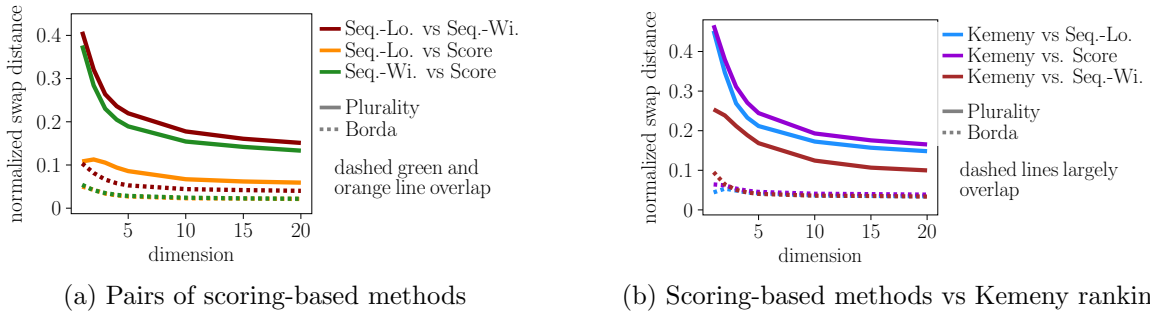 normalized swap distance
0.4
0.3
0.2
0.1
0
5
10
15
20
dimension
Seq.-Lo. vs Seq.-Wi.
Seq.-Lo. vs Score
Seq.-Wi. vs Score
Plurality
Borda
dashed green and
orange line overlap
(a) Pairs of scoring-based methods
normalized swap distance
0.4
0.3
0.2
0.1
0
5
10
15
20
dimension
Kemeny vs Seq.-Lo.
Kemeny vs. Score
Kemeny vs. Seq.-Wi.
Plurality
Borda
dashed lines largely
overlap
(b) Scoring-based methods vs Kemeny rankin